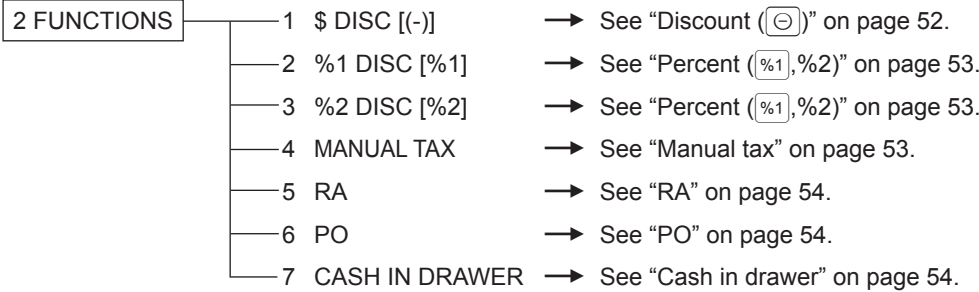 2 FUNCTIONS
1 $ DISC [(-)] → See “Discount (⊖)” on page 52.
2 %1 DISC [%1] → See “Percent (%1,%2)” on page 53.
3 %2 DISC [%2] → See “Percent (%1,%2)” on page 53.
4 MANUAL TAX → See “Manual tax” on page 53.
5 RA → See “RA” on page 54.
6 PO → See “PO” on page 54.
7 CASH IN DRAWER → See “Cash in drawer” on page 54.